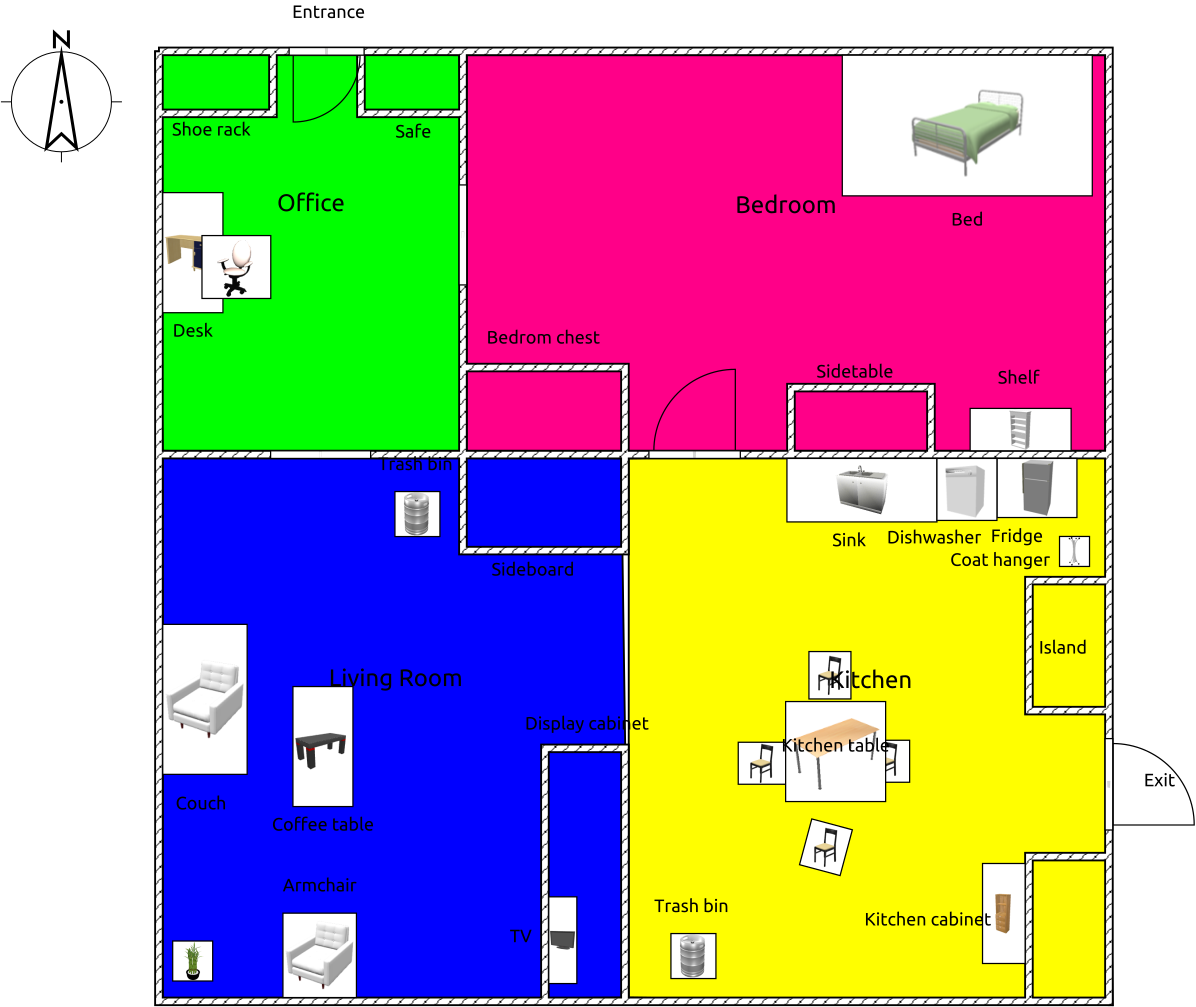 Entrance
N
Shoe rack
Safe
Office
Bedroom
Bed
Desk
Bedrom chest
Sidetable
Shelf
Trash bin
Sink
Dishwasher
Fridge
Coat hanger
Sideboard
Island
Living Room
Kitchen
Display cabinet
Kitchen table
Exit
Couch
Coffee table
Armchair
Trash bin
Kitchen cabinet
TV